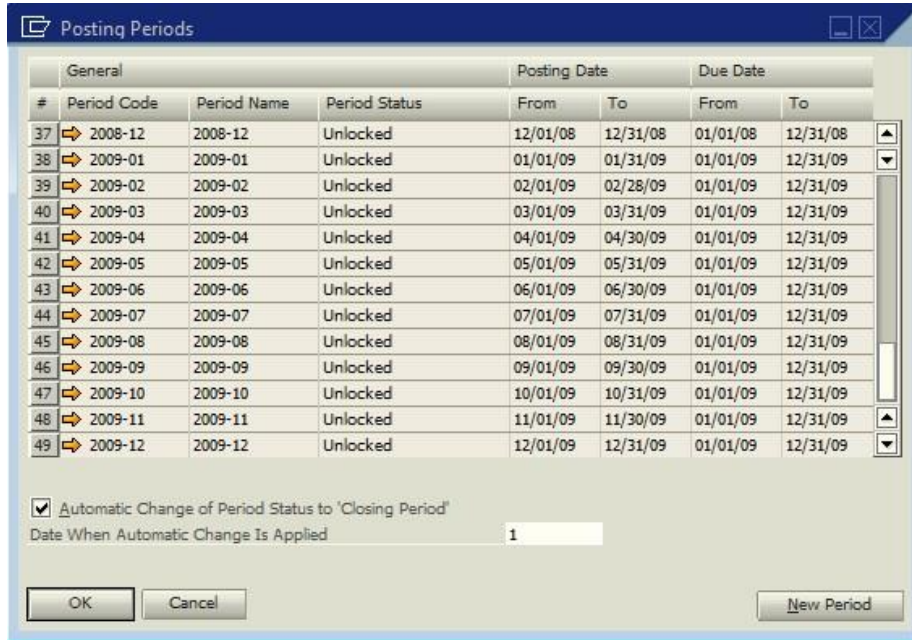 Posting Periods
General Posting Date Due Date
# Period Code Period Name Period Status From To From To
37 2008-12 2008-12 Unlocked 12/01/08 12/31/08 01/01/08 12/31/08
38 2009-01 2009-01 Unlocked 01/01/09 01/31/09 01/01/09 12/31/09
39 2009-02 2009-02 Unlocked 02/01/09 02/28/09 01/01/09 12/31/09
40 2009-03 2009-03 Unlocked 03/01/09 03/31/09 01/01/09 12/31/09
41 2009-04 2009-04 Unlocked 04/01/09 04/30/09 01/01/09 12/31/09
42 2009-05 2009-05 Unlocked 05/01/09 05/31/09 01/01/09 12/31/09
43 2009-06 2009-06 Unlocked 06/01/09 06/30/09 01/01/09 12/31/09
44 2009-07 2009-07 Unlocked 07/01/09 07/31/09 01/01/09 12/31/09
45 2009-08 2009-08 Unlocked 08/01/09 08/31/09 01/01/09 12/31/09
46 2009-09 2009-09 Unlocked 09/01/09 09/30/09 01/01/09 12/31/09
47 2009-10 2009-10 Unlocked 10/01/09 10/31/09 01/01/09 12/31/09
48 2009-11 2009-11 Unlocked 11/01/09 11/30/09 01/01/09 12/31/09
49 2009-12 2009-12 Unlocked 12/01/09 12/31/09 01/01/09 12/31/09
Automatic Change of Period Status to 'Closing Period'
Date When Automatic Change Is Applied 1
OK Cancel New Period